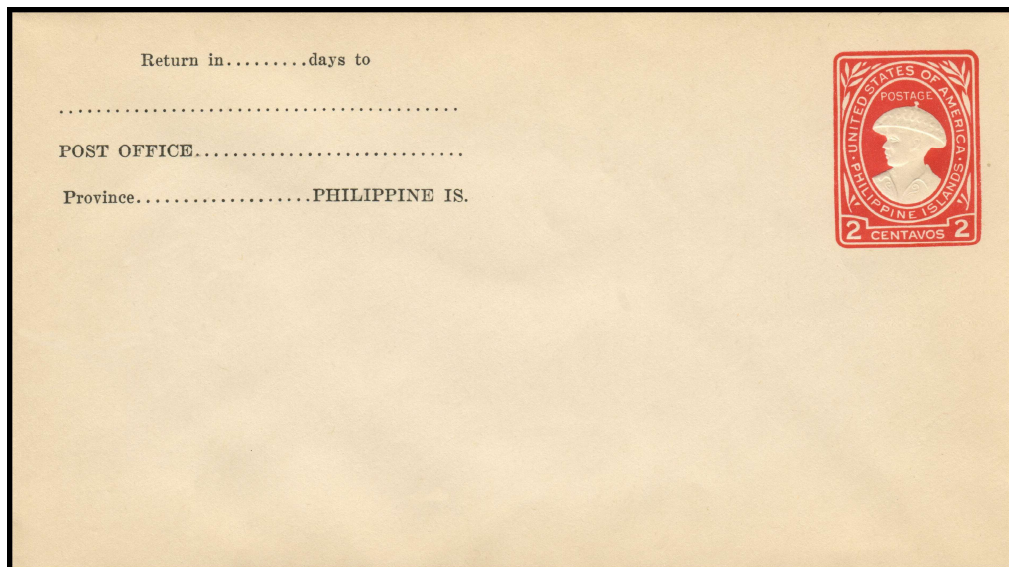 Return in.........days to
...........................................
POST OFFICE.............................
Province...................PHILIPPINE IS.
UNITED STATES OF AMERICA
POSTAGE
PHILIPPINE ISLANDS
2 CENTAVOS 2